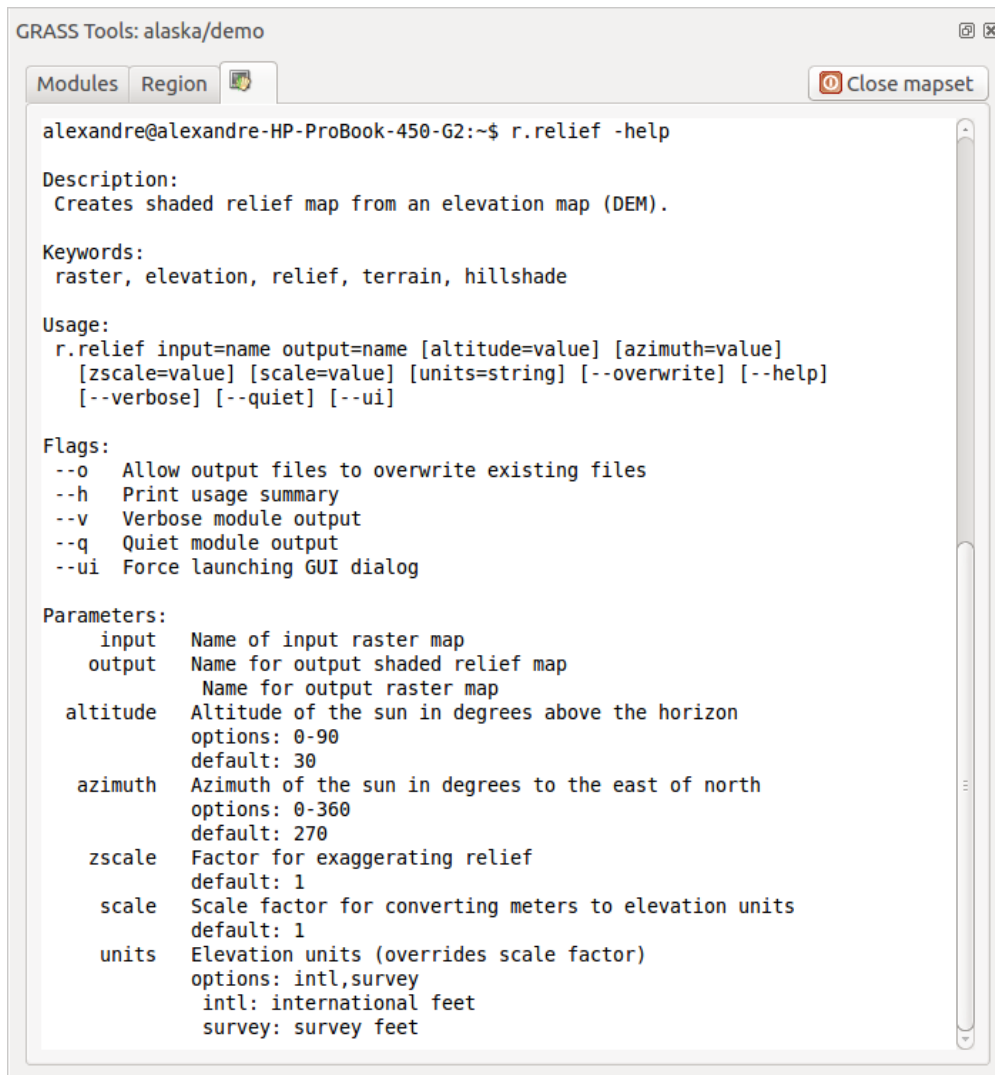 GRASS Tools: alaska/demo
Modules Region Close mapset
alexandre@alexandre-HP-ProBook-450-G2:~$ r.relief -help
Description:
Creates shaded relief map from an elevation map (DEM).
Keywords:
raster, elevation, relief, terrain, hillshade
Usage:
r.relief input=name output=name [altitude=value] [azimuth=value]
[zscale=value] [scale=value] [units=string] [--overwrite] [--help]
[--verbose] [--quiet] [--ui]
Flags:
--o Allow output files to overwrite existing files
--h Print usage summary
--v Verbose module output
--q Quiet module output
--ui Force launching GUI dialog
Parameters:
input Name of input raster map
output Name for output shaded relief map
Name for output raster map
altitude Altitude of the sun in degrees above the horizon
options: 0-90
default: 30
azimuth Azimuth of the sun in degrees to the east of north
options: 0-360
default: 270
zscale Factor for exaggerating relief
default: 1
scale Scale factor for converting meters to elevation units
default: 1
units Elevation units (overrides scale factor)
options: intl,survey
intl: international feet
survey: survey feet